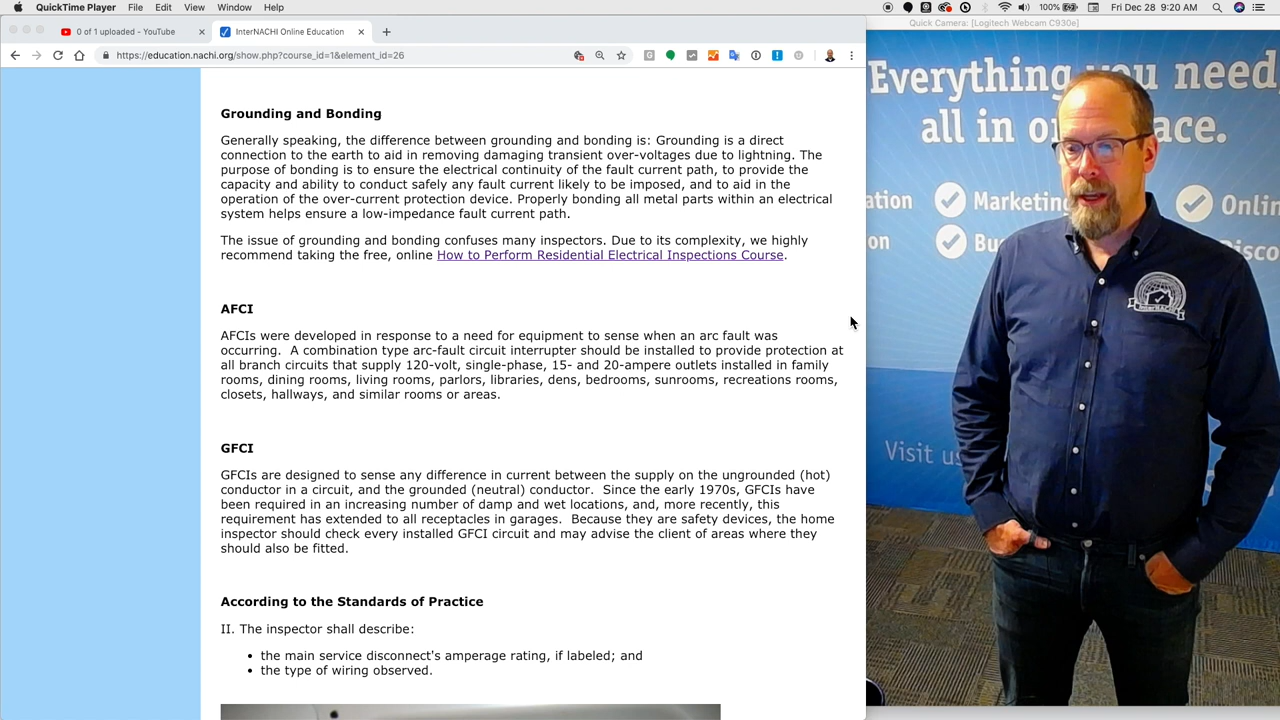 QuickTime Player File Edit View Window Help
100% Fri Dec 28 9:20 AM
0 of 1 uploaded - YouTube
InterNACHI Online Education
Quick Camera: [Logitech Webcam C930e]
https://education.nachi.org/show.php?course_id=1&element_id=26
Grounding and Bonding
Generally speaking, the difference between grounding and bonding is: Grounding is a direct
connection to the earth to aid in removing damaging transient over-voltages due to lightning. The
purpose of bonding is to ensure the electrical continuity of the fault current path, to provide the
capacity and ability to conduct safely any fault current likely to be imposed, and to aid in the
operation of the over-current protection device. Properly bonding all metal parts within an electrical
system helps ensure a low-impedance fault current path.
The issue of grounding and bonding confuses many inspectors. Due to its complexity, we highly
recommend taking the free, online How to Perform Residential Electrical Inspections Course.
AFCI
AFCIs were developed in response to a need for equipment to sense when an arc fault was
occurring.  A combination type arc-fault circuit interrupter should be installed to provide protection at
all branch circuits that supply 120-volt, single-phase, 15- and 20-ampere outlets installed in family
rooms, dining rooms, living rooms, parlors, libraries, dens, bedrooms, sunrooms, recreations rooms,
closets, hallways, and similar rooms or areas.
GFCI
GFCIs are designed to sense any difference in current between the supply on the ungrounded (hot)
conductor in a circuit, and the grounded (neutral) conductor.  Since the early 1970s, GFCIs have
been required in an increasing number of damp and wet locations, and, more recently, this
requirement has extended to all receptacles in garages.  Because they are safety devices, the home
inspector should check every installed GFCI circuit and may advise the client of areas where they
should also be fitted.
According to the Standards of Practice
II. The inspector shall describe:
• the main service disconnect's amperage rating, if labeled; and
• the type of wiring observed.
Everything you need,
all in o ace.
ation Marketing Onlin
on Bu Disco
Visit us
InterNACHI